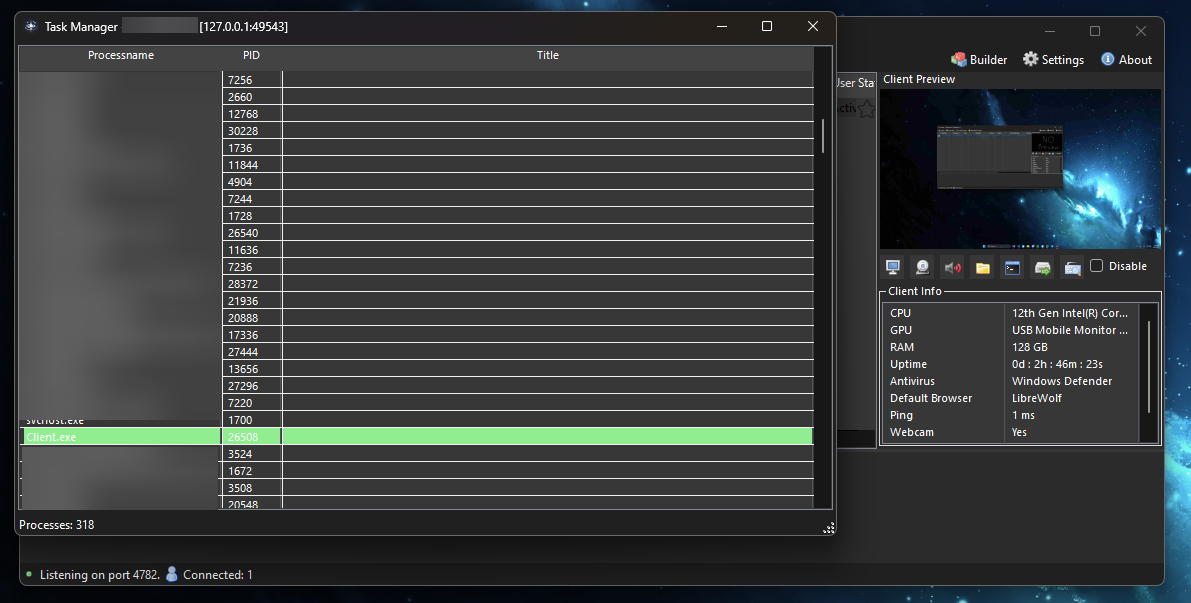 Task Manager [127.0.0.1:49543]
Processname PID Title
7256
2660
12768
30228
1736
11844
4904
7244
1728
26540
11636
7236
28372
21936
20888
17336
27444
13656
27296
7220
svchost.exe 1700
Client.exe 26508
3524
1672
3508
20548
Processes: 318
Builder Settings About
User Sta
Client Preview
Disable
Client Info
CPU 12th Gen Intel(R) Cor...
GPU USB Mobile Monitor ...
RAM 128 GB
Uptime 0d : 2h : 46m : 23s
Antivirus Windows Defender
Default Browser LibreWolf
Ping 1 ms
Webcam Yes
Listening on port 4782. Connected: 1